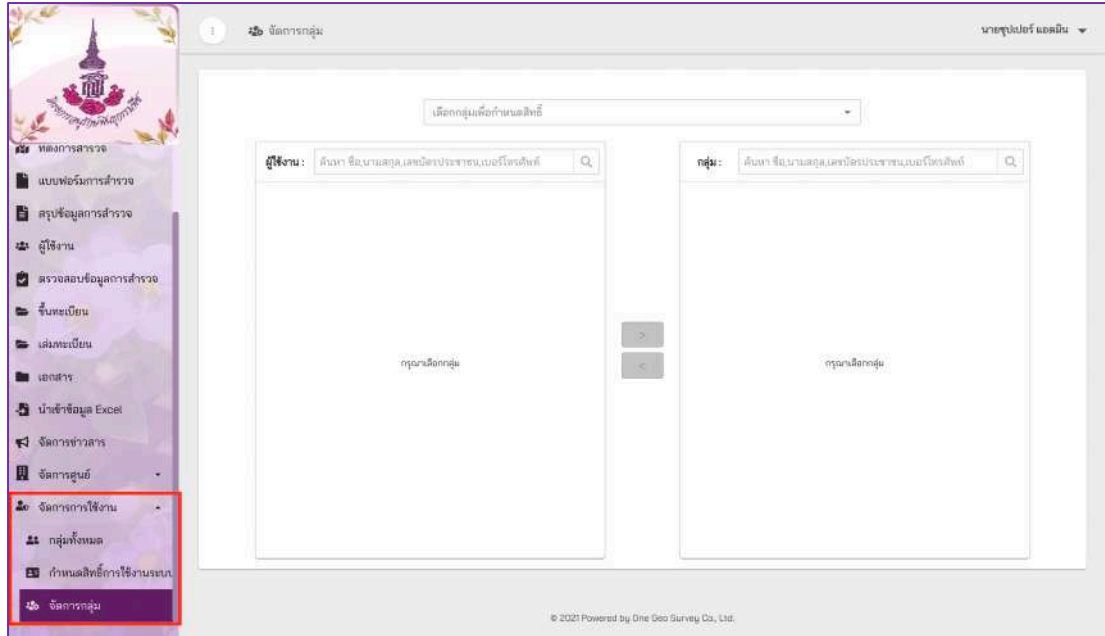 จัดการกลุ่ม
นายซุปเปอร์ แอดมิน
เลือกกลุ่มเพื่อกำหนดสิทธิ์
ผู้ใช้งาน : ค้นหา ชื่อ,นามสกุล,เลขบัตรประชาชน,เบอร์โทรศัพท์
กลุ่ม : ค้นหา ชื่อ,นามสกุล,เลขบัตรประชาชน,เบอร์โทรศัพท์
แบบฟอร์มการสำรวจ
สรุปข้อมูลการสำรวจ
ผู้ใช้งาน
ตรวจสอบข้อมูลการสำรวจ
ขึ้นทะเบียน
เล่มทะเบียน
เอกสาร
นำเข้าข้อมูล Excel
จัดการข่าวสาร
จัดการศูนย์
จัดการการใช้งาน
กลุ่มทั้งหมด
กำหนดสิทธิ์การใช้งานระบบ
จัดการกลุ่ม
>
<
กรุณาเลือกกลุ่ม
กรุณาเลือกกลุ่ม
© 2021 Powered by One Geo Survey Co., Ltd.